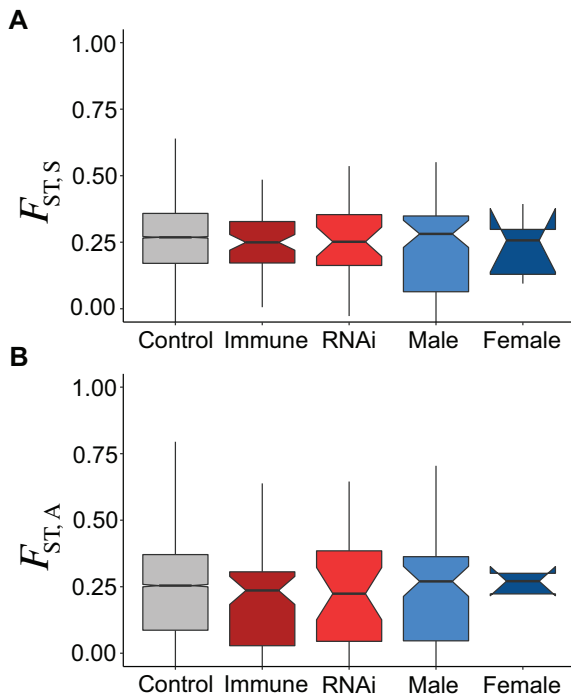 A
1.00
0.75
0.50
0.25
0.00
F_ST, S
Control Immune RNAi Male Female
B
1.00
0.75
0.50
0.25
0.00
F_ST, A
Control Immune RNAi Male Female